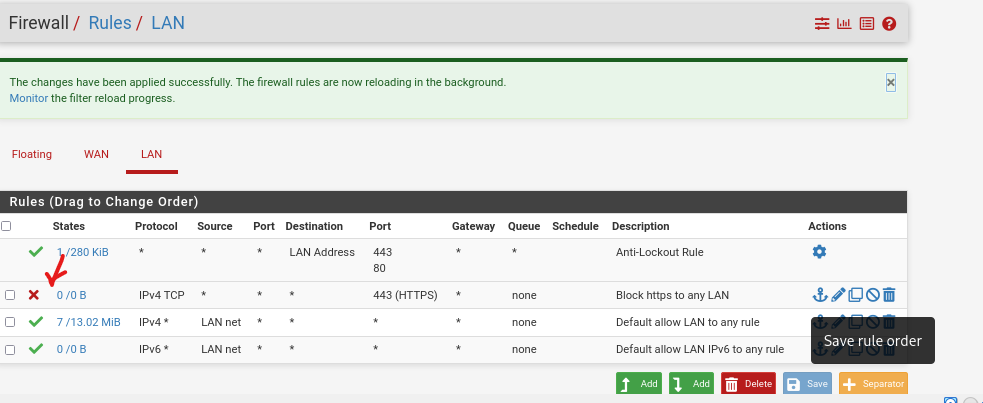 Firewall / Rules / LAN
The changes have been applied successfully. The firewall rules are now reloading in the background.
Monitor the filter reload progress.
×
Floating WAN LAN
Rules (Drag to Change Order)
States Protocol Source Port Destination Port Gateway Queue Schedule Description Actions
1 /280 KiB * * * LAN Address 443 * * Anti-Lockout Rule
80
0 /0 B IPv4 TCP * * * 443 (HTTPS) * none Block https to any LAN
7 /13.02 MiB IPv4 * LAN net * * * * none Default allow LAN to any rule
0 /0 B IPv6 * LAN net * * * * none Default allow LAN IPv6 to any rule
Save rule order
Add Add Delete Save Separator